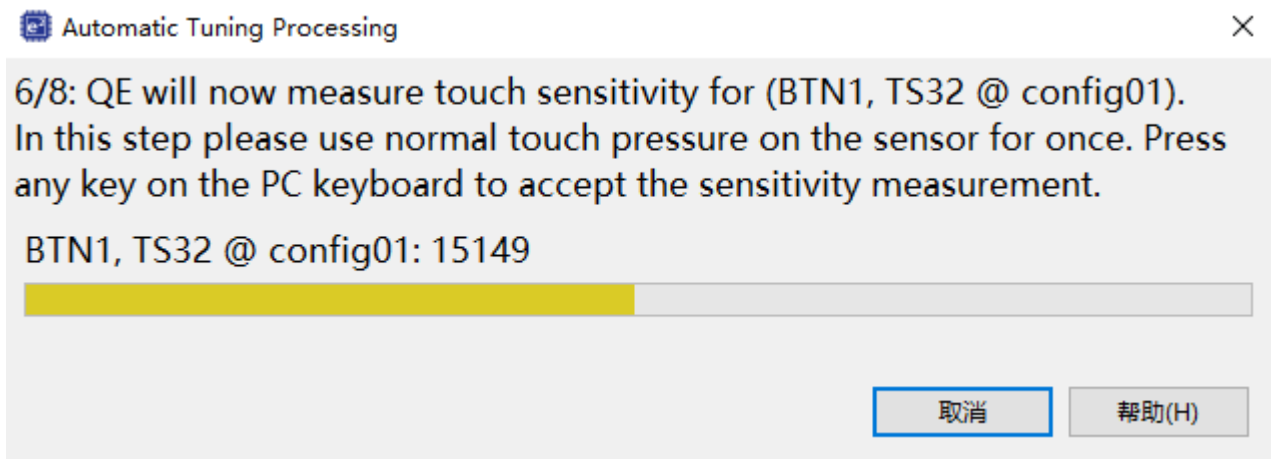 Automatic Tuning Processing
6/8: QE will now measure touch sensitivity for (BTN1, TS32 @ config01).
In this step please use normal touch pressure on the sensor for once. Press
any key on the PC keyboard to accept the sensitivity measurement.
BTN1, TS32 @ config01: 15149
取消
帮助(H)